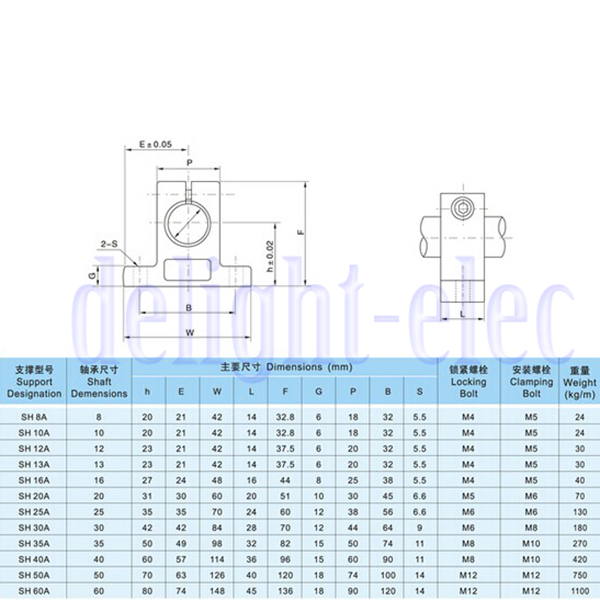 E±0.05
P
F
h±0.02
2-S
G
B
W
L
delight-elec
支撑型号 轴承尺寸 主要尺寸 Dimensions (mm) 锁紧螺栓 安装螺栓 重量
Support Shaft Locking Clamping Weight
Designation Demensions h E W L F G P B S Bolt Bolt (kg/m)
SH 8A 8 20 21 42 14 32.8 6 18 32 5.5 M4 M5 24
SH 10A 10 20 21 42 14 32.8 6 18 32 5.5 M4 M5 24
SH 12A 12 23 21 42 14 37.5 6 20 32 5.5 M4 M5 30
SH 13A 13 23 21 42 14 37.5 6 20 32 5.5 M4 M5 30
SH 16A 16 27 24 48 16 44 8 25 38 5.5 M4 M5 40
SH 20A 20 31 30 60 20 51 10 30 45 6.6 M5 M6 70
SH 25A 25 35 35 70 24 60 12 38 56 6.6 M6 M6 130
SH 30A 30 42 42 84 28 70 12 44 64 9 M6 M8 180
SH 35A 35 50 49 98 32 82 15 50 74 11 M8 M10 270
SH 40A 40 60 57 114 36 96 15 60 90 11 M8 M10 420
SH 50A 50 70 63 126 40 120 18 74 100 14 M12 M12 750
SH 60A 60 80 74 148 45 136 18 90 120 14 M12 M12 1100